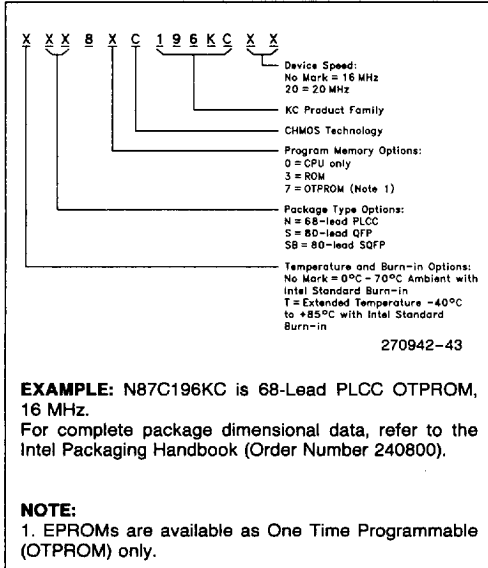 X XX 8 X C 196KC XX
Device Speed:
No Mark = 16 MHz
20 = 20 MHz
KC Product Family
CHMOS Technology
Program Memory Options:
0 = CPU only
3 = ROM
7 = OTPROM (Note 1)
Package Type Options:
N = 68-lead PLCC
S = 80-lead QFP
SB = 80-lead SQFP
Temperature and Burn-in Options:
No Mark = 0°C - 70°C Ambient with
Intel Standard Burn-in
T = Extended Temperature -40°C
to +85°C with Intel Standard
Burn-in
270942-43
EXAMPLE: N87C196KC is 68-Lead PLCC OTPROM,
16 MHz.
For complete package dimensional data, refer to the
Intel Packaging Handbook (Order Number 240800).
NOTE:
1. EPROMs are available as One Time Programmable
(OTPROM) only.